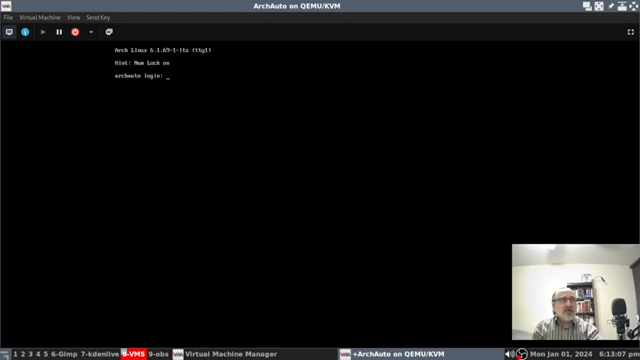 ArchAuto on QEMU/KVM
File Virtual Machine View Send Key
Arch Linux 6.1.69-1-lts (tty1)
Hint: Num Lock on
archauto login: _
1 2 3 4 5 6-Gimp 7-kdenlive 8-VMS 9-obs Virtual Machine Manager +ArchAuto on QEMU/KVM Mon Jan 01, 2024 6:13:07 pm